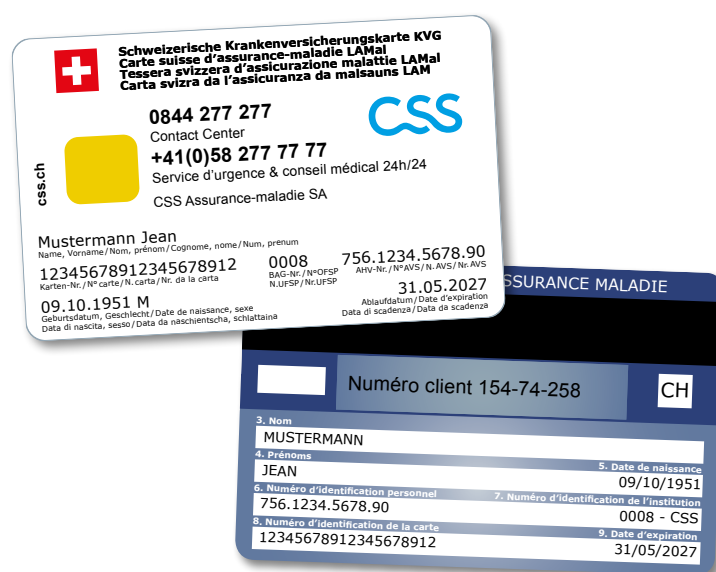 Schweizerische Krankenversicherungskarte KVG
Carte suisse d'assurance-maladie LAMal
Tessera svizzera d'assicurazione malattie LAMal
Carta svizra da l'assicuranza da malsauns LAM
css.ch
0844 277 277
Contact Center
CSS
+41(0)58 277 77 77
Service d'urgence & conseil médical 24h/24
CSS Assurance-maladie SA
Mustermann Jean
Name, Vorname/Nom, prénom/Cognome, nome/Num, prenum
12345678912345678912
Karten-Nr./N° carte/N. carta/Nr. da la carta
0008
BAG-Nr./N°OFSP
N.UFSP/Nr.UFSP
756.1234.5678.90
AHV-Nr./N°AVS/N. AVS/Nr. AVS
09.10.1951 M
Geburtsdatum, Geschlecht/Date de naissance, sexe
Data di nascita, sesso/Data da naschientscha, schlattaina
31.05.2027
Ablaufdatum/Date d'expiration
Data di scadenza/Data da scadenza
SSURANCE MALADIE
Numéro client 154-74-258
CH
3. Nom
MUSTERMANN
4. Prénoms
JEAN
5. Date de naissance
09/10/1951
6. Numéro d'identification personnel
756.1234.5678.90
7. Numéro d'identification de l'institution
0008 - CSS
8. Numéro d'identification de la carte
12345678912345678912
9. Date d'expiration
31/05/2027